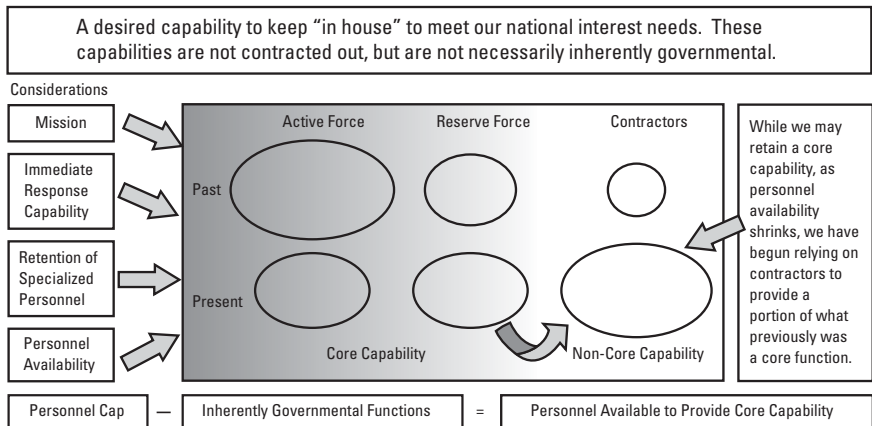 A desired capability to keep “in house” to meet our national interest needs.  These
capabilities are not contracted out, but are not necessarily inherently governmental.
Considerations
Mission
Immediate
Response
Capability
Retention of
Specialized
Personnel
Personnel
Availability
Active Force
Reserve Force
Contractors
Past
Present
Core Capability
Non-Core Capability
While we may
retain a core
capability, as
personnel
availability
shrinks, we have
begun relying on
contractors to
provide a
portion of what
previously was
a core function.
Personnel Cap — Inherently Governmental Functions = Personnel Available to Provide Core Capability